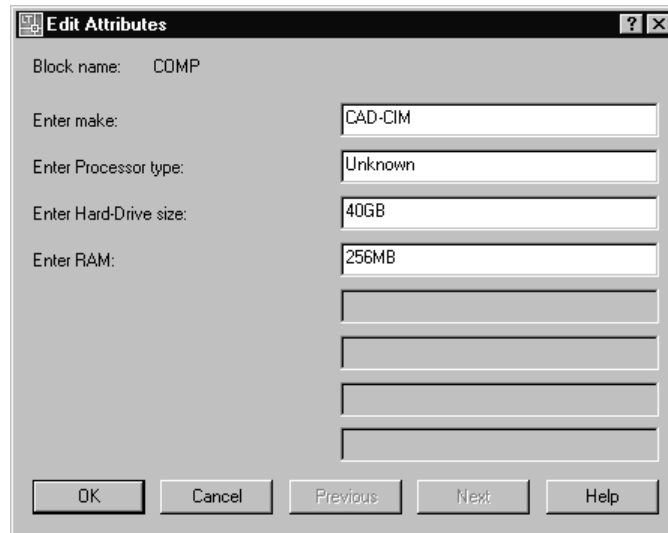 Edit Attributes
Block name: COMP
Enter make: CAD-CIM
Enter Processor type: Unknown
Enter Hard-Drive size: 40GB
Enter RAM: 256MB
OK Cancel Previous Next Help